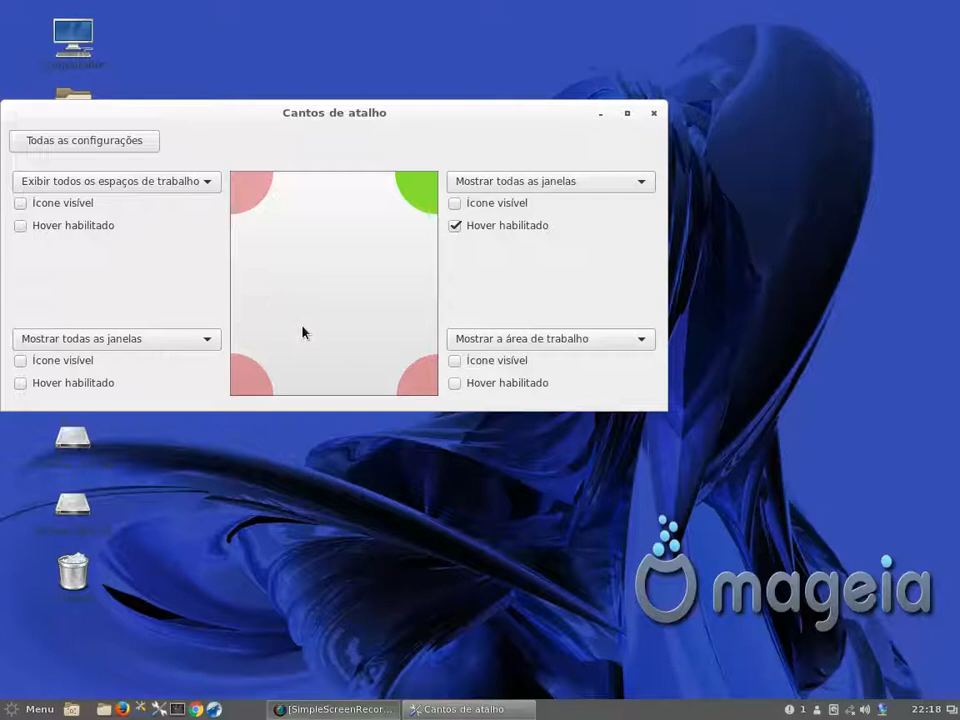 Cantos de atalho
Todas as configurações
Exibir todos os espaços de trabalho
Ícone visível
Hover habilitado
Mostrar todas as janelas
Ícone visível
Hover habilitado
Mostrar todas as janelas
Ícone visível
Hover habilitado
Mostrar a área de trabalho
Ícone visível
Hover habilitado
mageia
Menu
[SimpleScreenRecor...
Cantos de atalho
1
22:18